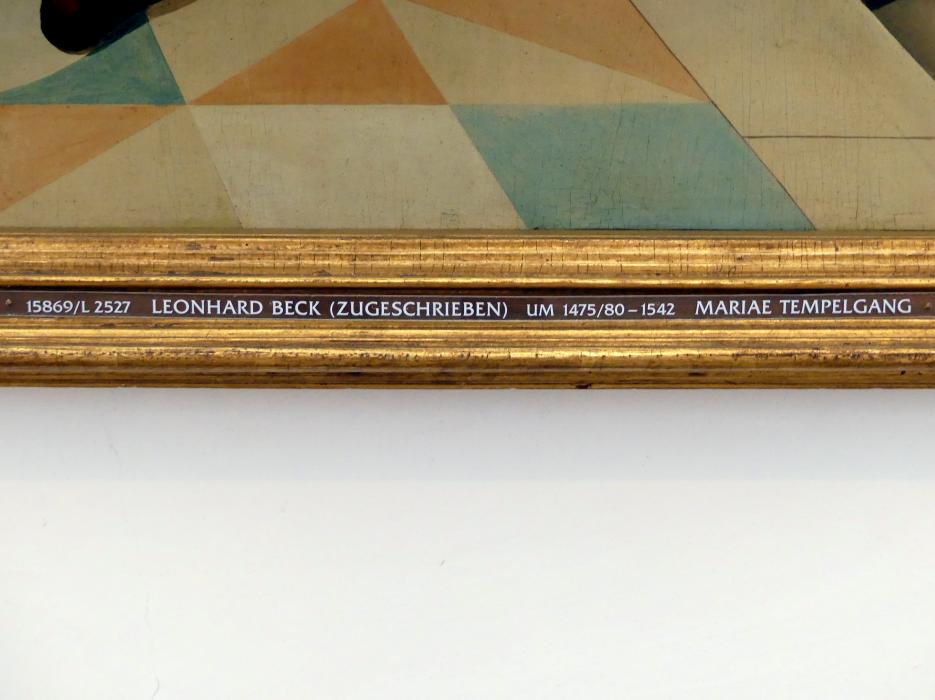 15869/L 2527 LEONHARD BECK (ZUGESCHRIEBEN) UM 1475/80 – 1542 MARIAE TEMPELGANG